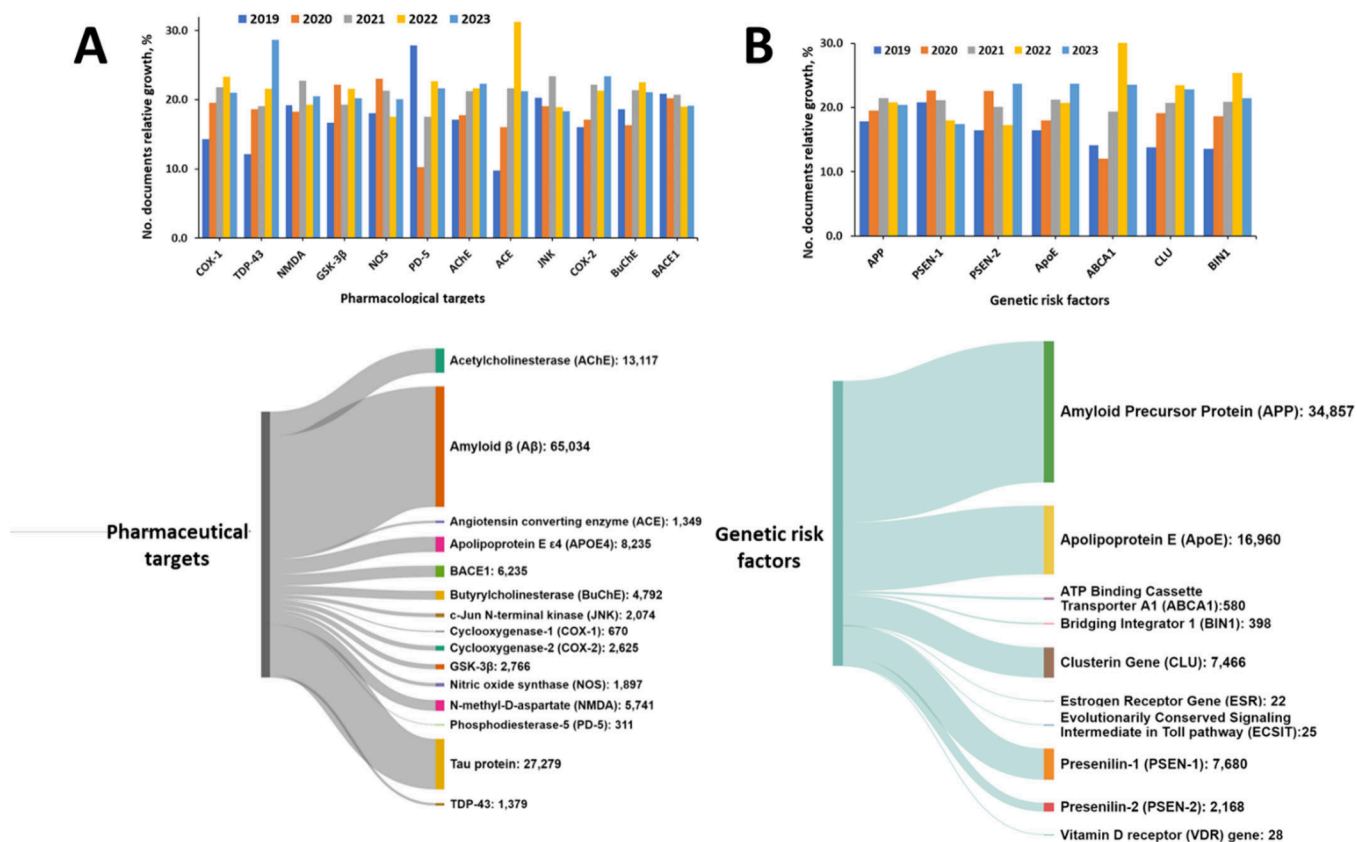 A
No. documents relative growth, %
2019 2020 2021 2022 2023
30.0
20.0
10.0
0.0
COX-1
TDP-43
NMDA
GSK-3β
NOS
PD-5
AChE
ACE
JNK
COX-2
BuChE
BACE1
Pharmacological targets
B
No. documents relative growth, %
2019 2020 2021 2022 2023
30.0
20.0
10.0
0.0
APP
PSEN-1
PSEN-2
ApoE
ABCA1
CLU
BIN1
Genetic risk factors
Pharmaceutical
targets
Acetylcholinesterase (AChE): 13,117
Amyloid β (Aβ): 65,034
Angiotensin converting enzyme (ACE): 1,349
Apolipoprotein E ε4 (APOE4): 8,235
BACE1: 6,235
Butyrylcholinesterase (BuChE): 4,792
c-Jun N-terminal kinase (JNK): 2,074
Cyclooxygenase-1 (COX-1): 670
Cyclooxygenase-2 (COX-2): 2,625
GSK-3β: 2,766
Nitric oxide synthase (NOS): 1,897
N-methyl-D-aspartate (NMDA): 5,741
Phosphodiesterase-5 (PD-5): 311
Tau protein: 27,279
TDP-43: 1,379
Genetic risk
factors
Amyloid Precursor Protein (APP): 34,857
Apolipoprotein E (ApoE): 16,960
ATP Binding Cassette
Transporter A1 (ABCA1):580
Bridging Integrator 1 (BIN1): 398
Clusterin Gene (CLU): 7,466
Estrogen Receptor Gene (ESR): 22
Evolutionarily Conserved Signaling
Intermediate in Toll pathway (ECSIT):25
Presenilin-1 (PSEN-1): 7,680
Presenilin-2 (PSEN-2): 2,168
Vitamin D receptor (VDR) gene: 28